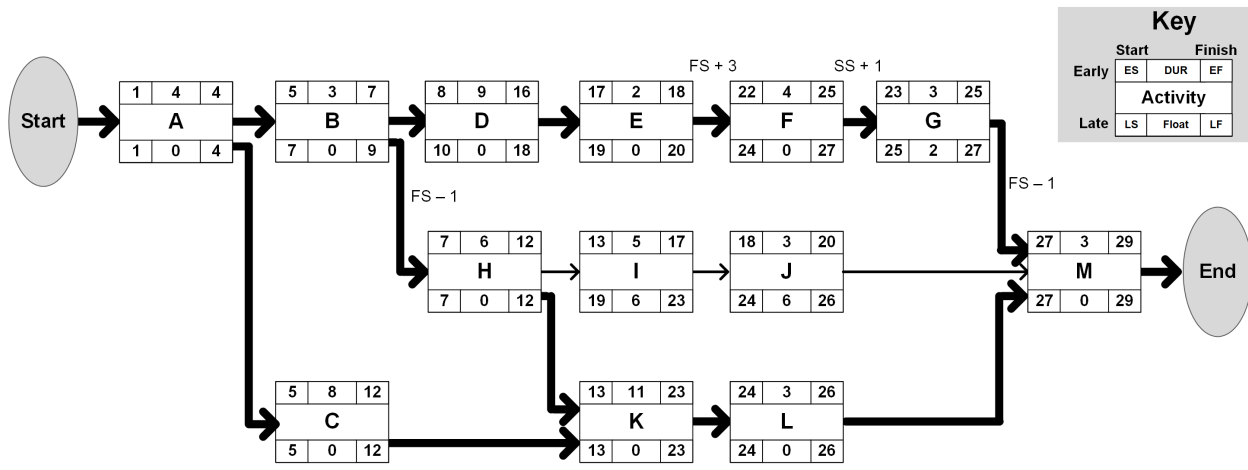 Key
Start Finish
Early ES DUR EF
Activity
Late LS Float LF
FS + 3 SS + 1
Start
1 4 4
A
1 0 4
5 3 7
B
7 0 9
8 9 16
D
10 0 18
17 2 18
E
19 0 20
22 4 25
F
24 0 27
23 3 25
G
25 2 27
FS – 1
FS – 1
7 6 12
H
7 0 12
13 5 17
I
19 6 23
18 3 20
J
24 6 26
27 3 29
M
27 0 29
End
5 8 12
C
5 0 12
13 11 23
K
13 0 23
24 3 26
L
24 0 26